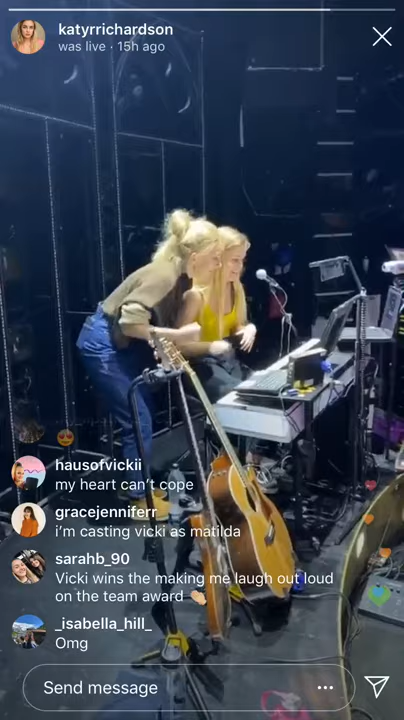 katyrrichardson
was live · 15h ago
hausofvickii
my heart can't cope
gracejenniferr
i'm casting vicki as matilda
sarahb_90
Vicki wins the making me laugh out loud
on the team award 👏🏻
_isabella_hill_
Omg
Send message